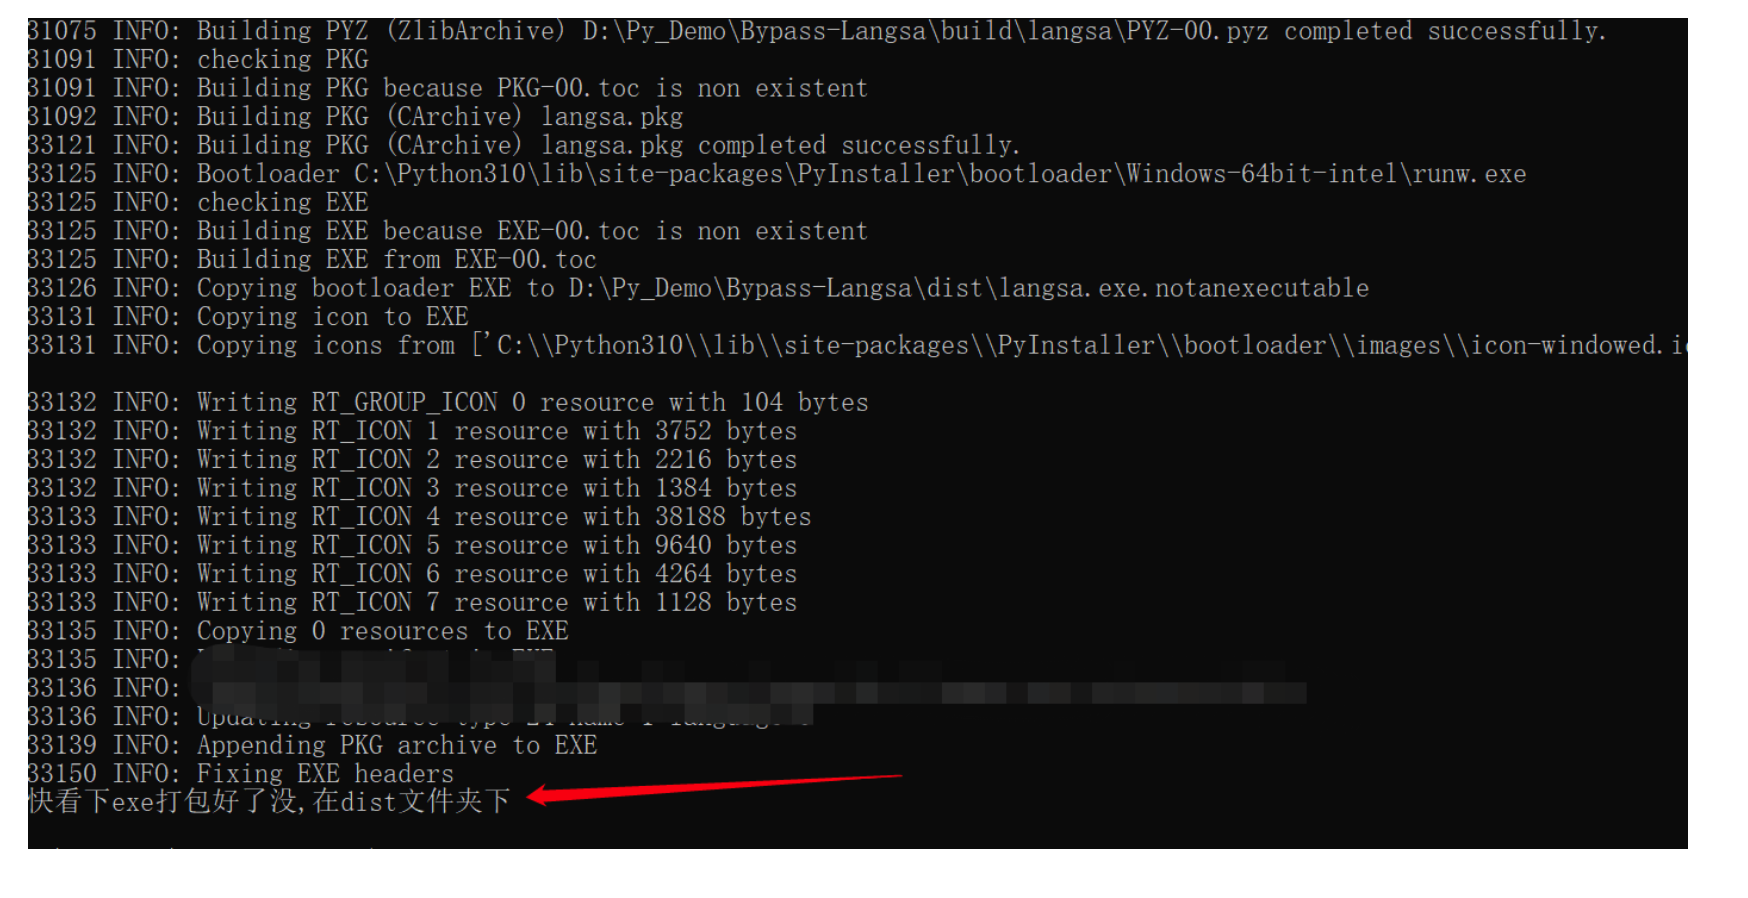 31075 INFO: Building PYZ (ZlibArchive) D:\Py_Demo\Bypass-Langsa\build\langsa\PYZ-00.pyz completed successfully.
31091 INFO: checking PKG
31091 INFO: Building PKG because PKG-00.toc is non existent
31092 INFO: Building PKG (CArchive) langsa.pkg
33121 INFO: Building PKG (CArchive) langsa.pkg completed successfully.
33125 INFO: Bootloader C:\Python310\lib\site-packages\PyInstaller\bootloader\Windows-64bit-intel\runw.exe
33125 INFO: checking EXE
33125 INFO: Building EXE because EXE-00.toc is non existent
33125 INFO: Building EXE from EXE-00.toc
33126 INFO: Copying bootloader EXE to D:\Py_Demo\Bypass-Langsa\dist\langsa.exe.notanexecutable
33131 INFO: Copying icon to EXE
33131 INFO: Copying icons from ['C:\\Python310\\lib\\site-packages\\PyInstaller\\bootloader\\images\\icon-windowed.ic
33132 INFO: Writing RT_GROUP_ICON 0 resource with 104 bytes
33132 INFO: Writing RT_ICON 1 resource with 3752 bytes
33132 INFO: Writing RT_ICON 2 resource with 2216 bytes
33132 INFO: Writing RT_ICON 3 resource with 1384 bytes
33133 INFO: Writing RT_ICON 4 resource with 38188 bytes
33133 INFO: Writing RT_ICON 5 resource with 9640 bytes
33133 INFO: Writing RT_ICON 6 resource with 4264 bytes
33133 INFO: Writing RT_ICON 7 resource with 1128 bytes
33135 INFO: Copying 0 resources to EXE
33135 INFO:
33136 INFO:
33136 INFO: Updating resource type
33139 INFO: Appending PKG archive to EXE
33150 INFO: Fixing EXE headers
快看下exe打包好了没,在dist文件夹下